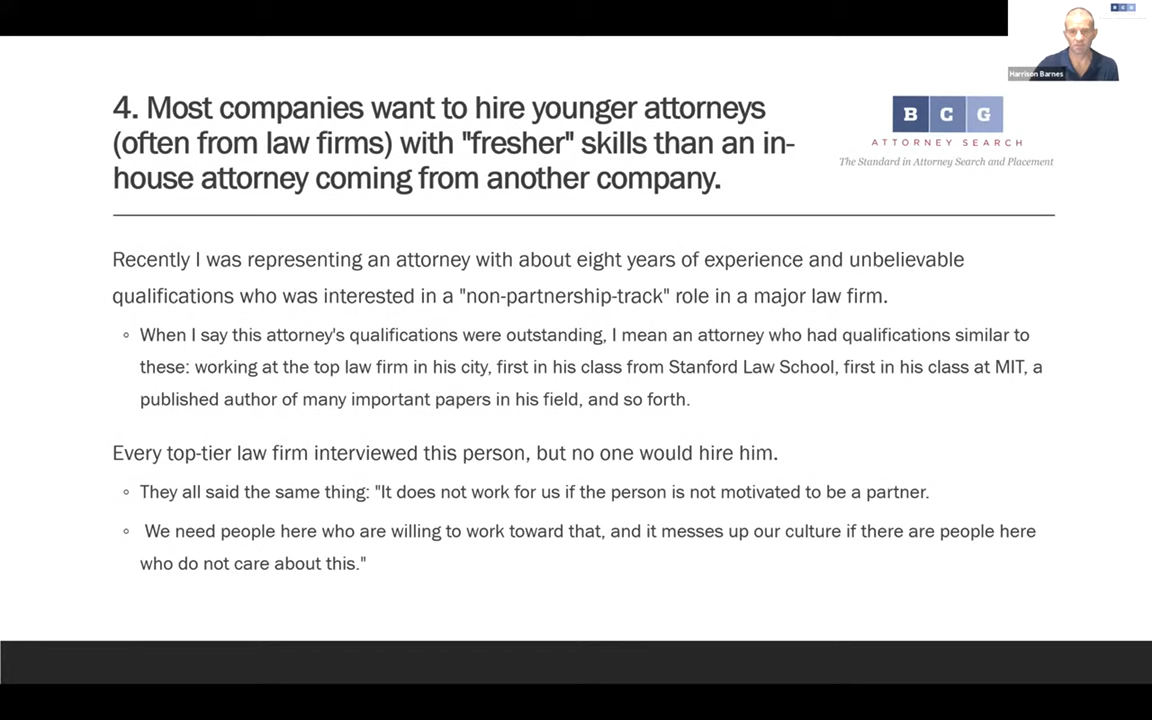 B C G
Harrison Barnes
4. Most companies want to hire younger attorneys
(often from law firms) with "fresher" skills than an in-
house attorney coming from another company.
B C G
ATTORNEY SEARCH
The Standard in Attorney Search and Placement
Recently I was representing an attorney with about eight years of experience and unbelievable
qualifications who was interested in a "non-partnership-track" role in a major law firm.
◦ When I say this attorney's qualifications were outstanding, I mean an attorney who had qualifications similar to
these: working at the top law firm in his city, first in his class from Stanford Law School, first in his class at MIT, a
published author of many important papers in his field, and so forth.
Every top-tier law firm interviewed this person, but no one would hire him.
◦ They all said the same thing: "It does not work for us if the person is not motivated to be a partner.
◦ We need people here who are willing to work toward that, and it messes up our culture if there are people here
who do not care about this."